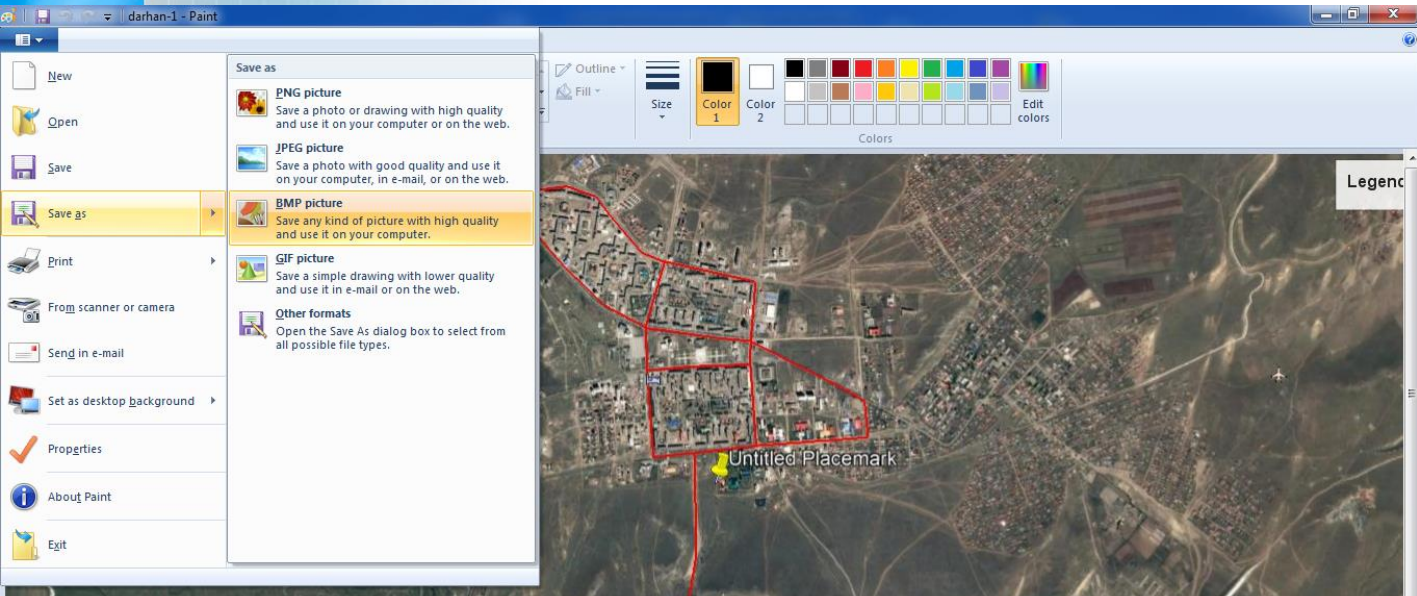 darhan-1 - Paint
New
Open
Save
Save as
Print
From scanner or camera
Send in e-mail
Set as desktop background
Properties
About Paint
Exit
Save as
PNG picture
Save a photo or drawing with high quality
and use it on your computer or on the web.
JPEG picture
Save a photo with good quality and use it
on your computer, in e-mail, or on the web.
BMP picture
Save any kind of picture with high quality
and use it on your computer.
GIF picture
Save a simple drawing with lower quality
and use it in e-mail or on the web.
Other formats
Open the Save As dialog box to select from
all possible file types.
Outline
Fill
Size
Color
1
Color
2
Edit
colors
Colors
Legend
Untitled Placemark